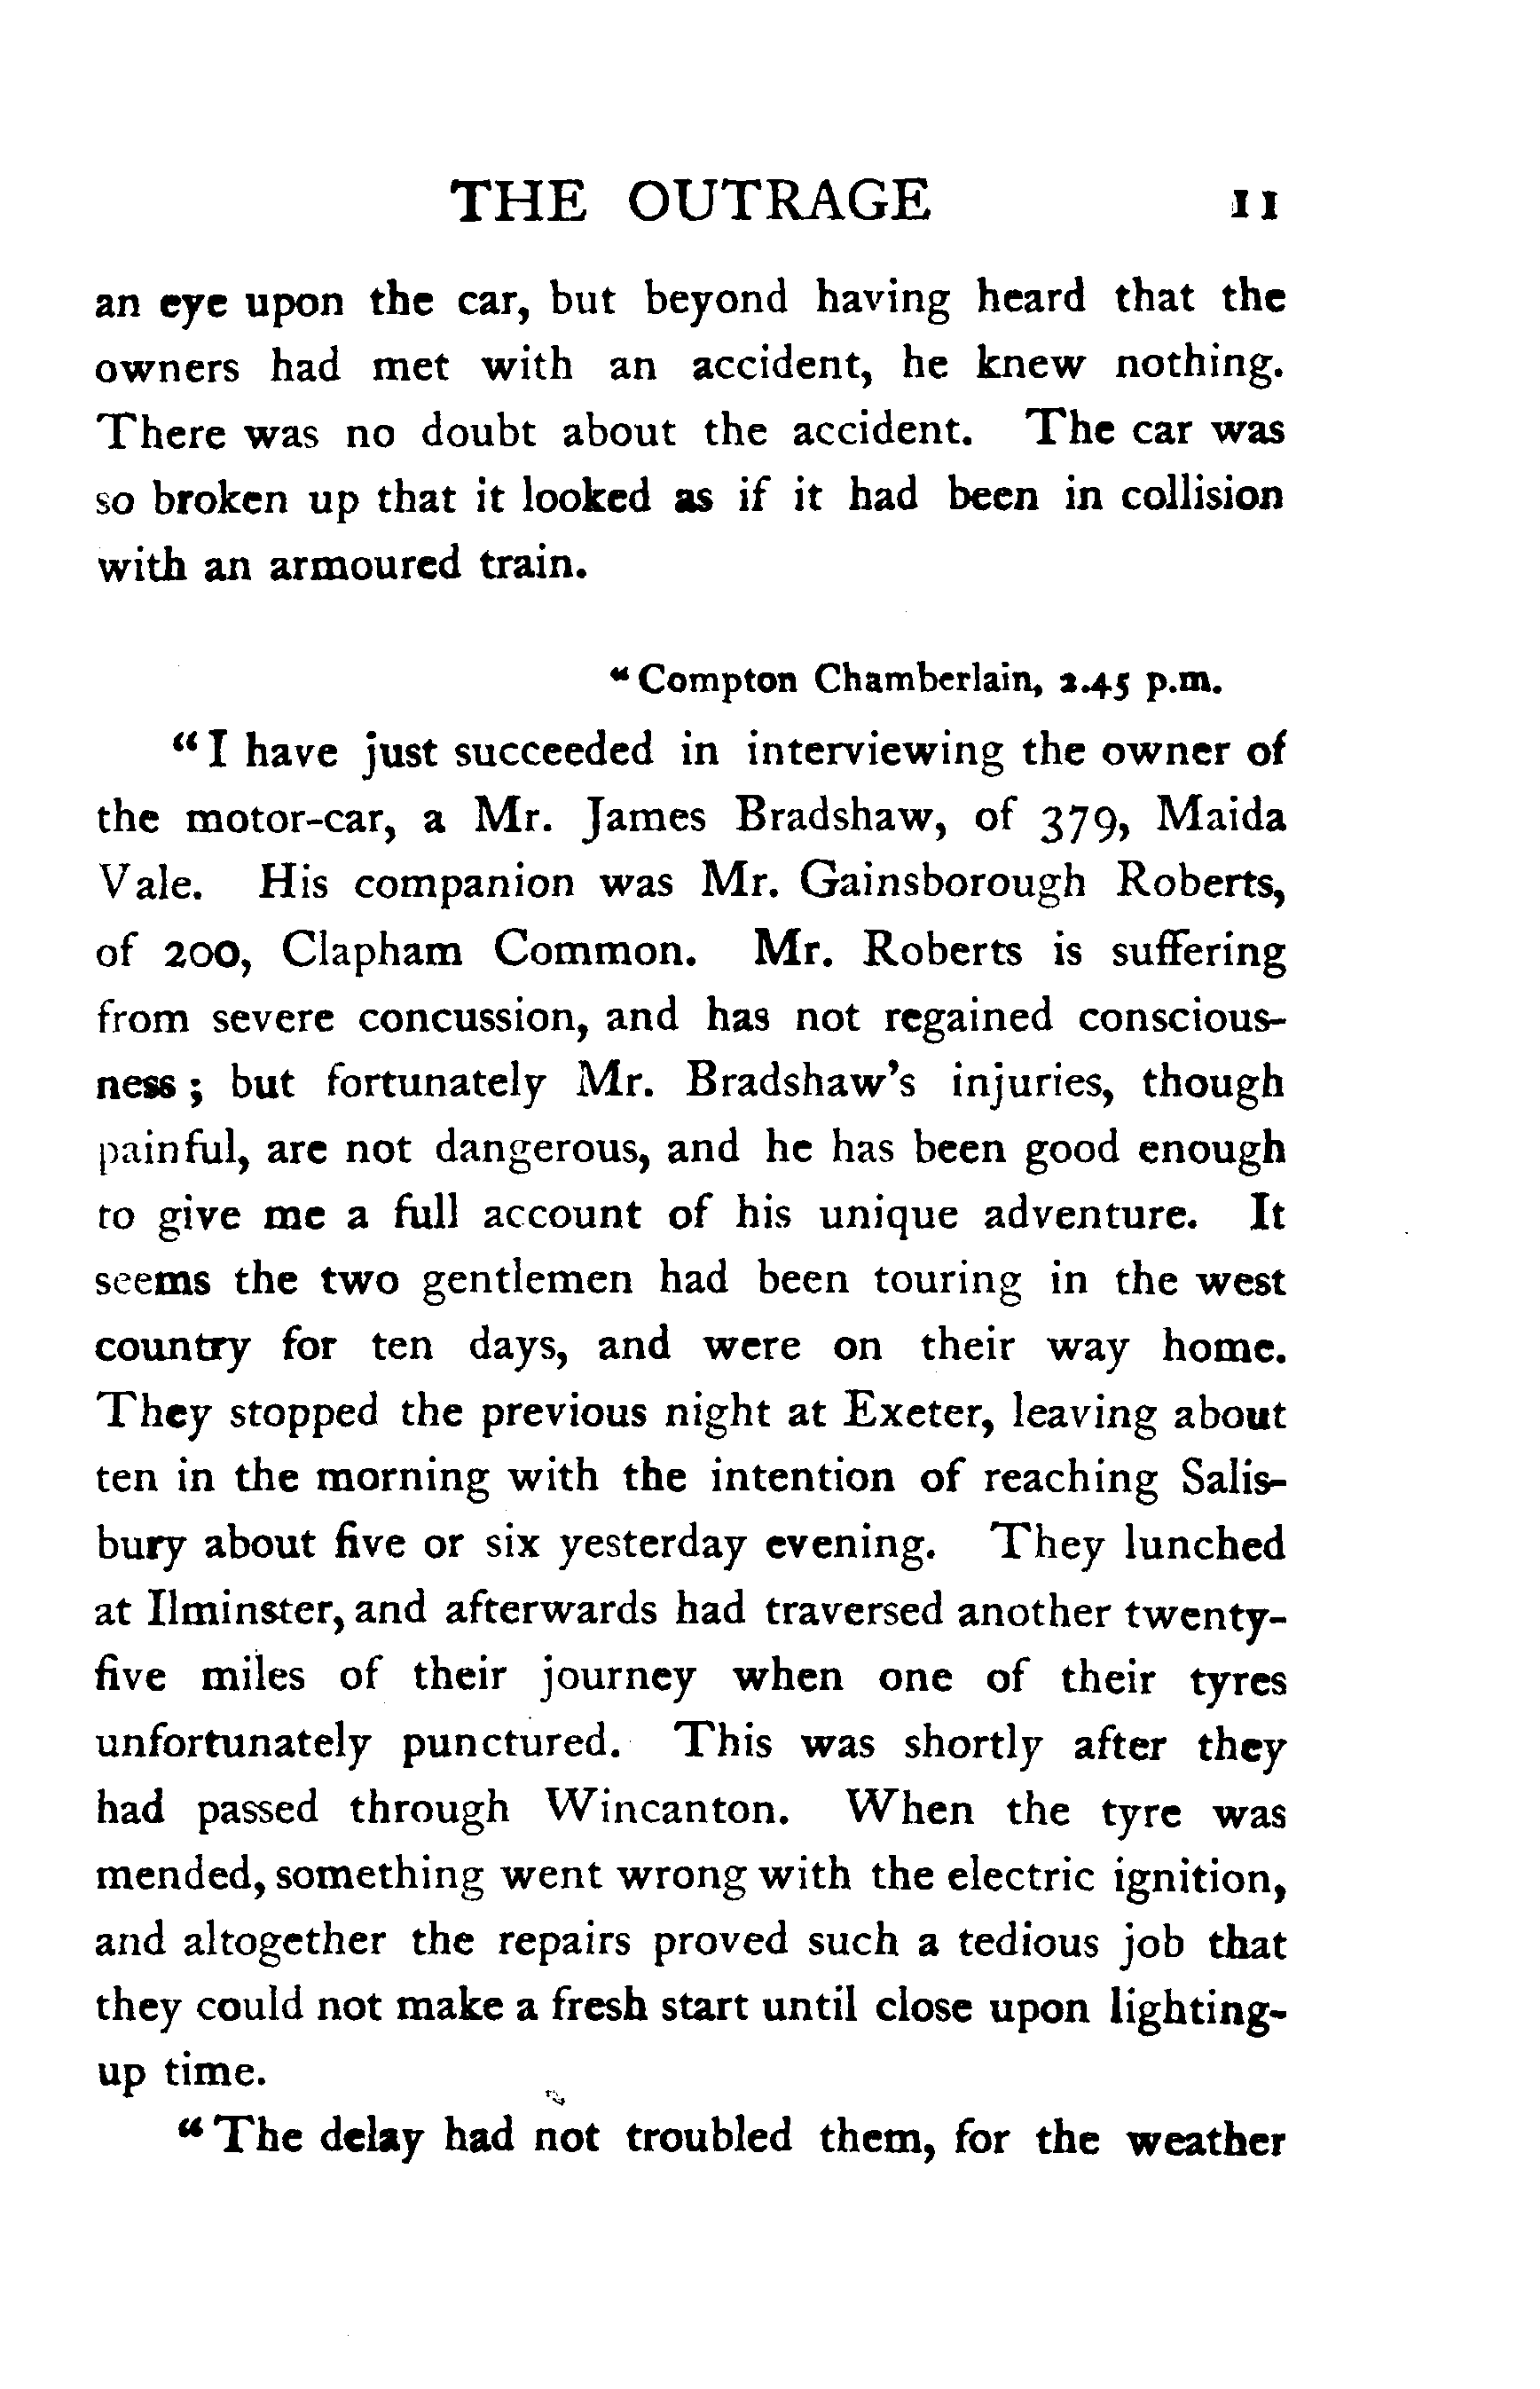 THE OUTRAGE 11
an eye upon the car, but beyond having heard that the
owners had met with an accident, he knew nothing.
There was no doubt about the accident. The car was
so broken up that it looked as if it had been in collision
with an armoured train.
“Compton Chamberlain, 2.45 p.m.
“I have just succeeded in interviewing the owner of
the motor-car, a Mr. James Bradshaw, of 379, Maida
Vale. His companion was Mr. Gainsborough Roberts,
of 200, Clapham Common. Mr. Roberts is suffering
from severe concussion, and has not regained conscious-
ness; but fortunately Mr. Bradshaw's injuries, though
painful, are not dangerous, and he has been good enough
to give me a full account of his unique adventure. It
seems the two gentlemen had been touring in the west
country for ten days, and were on their way home.
They stopped the previous night at Exeter, leaving about
ten in the morning with the intention of reaching Salis-
bury about five or six yesterday evening. They lunched
at Ilminster, and afterwards had traversed another twenty-
five miles of their journey when one of their tyres
unfortunately punctured. This was shortly after they
had passed through Wincanton. When the tyre was
mended, something went wrong with the electric ignition,
and altogether the repairs proved such a tedious job that
they could not make a fresh start until close upon lighting-
up time.
“The delay had not troubled them, for the weather